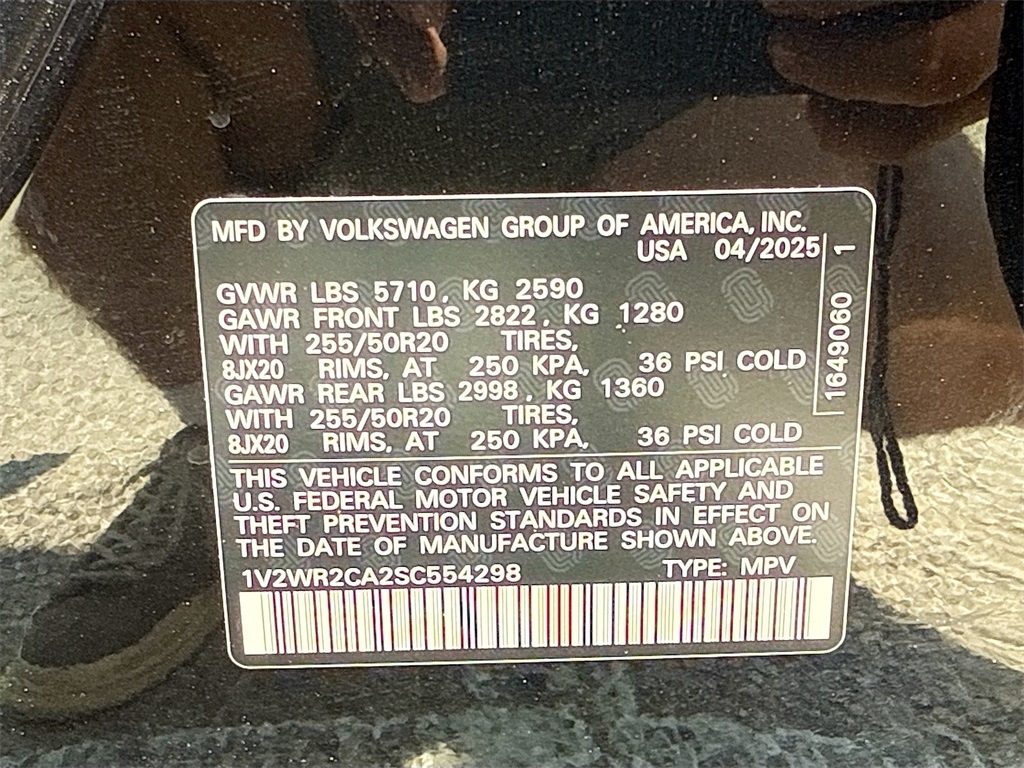 MFD BY VOLKSWAGEN GROUP OF AMERICA, INC.
USA 04/2025
GVWR LBS 5710, KG 2590
GAWR FRONT LBS 2822, KG 1280
WITH 255/50R20 TIRES,
8JX20 RIMS, AT 250 KPA, 36 PSI COLD
GAWR REAR LBS 2998, KG 1360
WITH 255/50R20 TIRES,
8JX20 RIMS, AT 250 KPA, 36 PSI COLD
1649060 1
THIS VEHICLE CONFORMS TO ALL APPLICABLE
U.S. FEDERAL MOTOR VEHICLE SAFETY AND
THEFT PREVENTION STANDARDS IN EFFECT ON
THE DATE OF MANUFACTURE SHOWN ABOVE.
1V2WR2CA2SC554298 TYPE: MPV